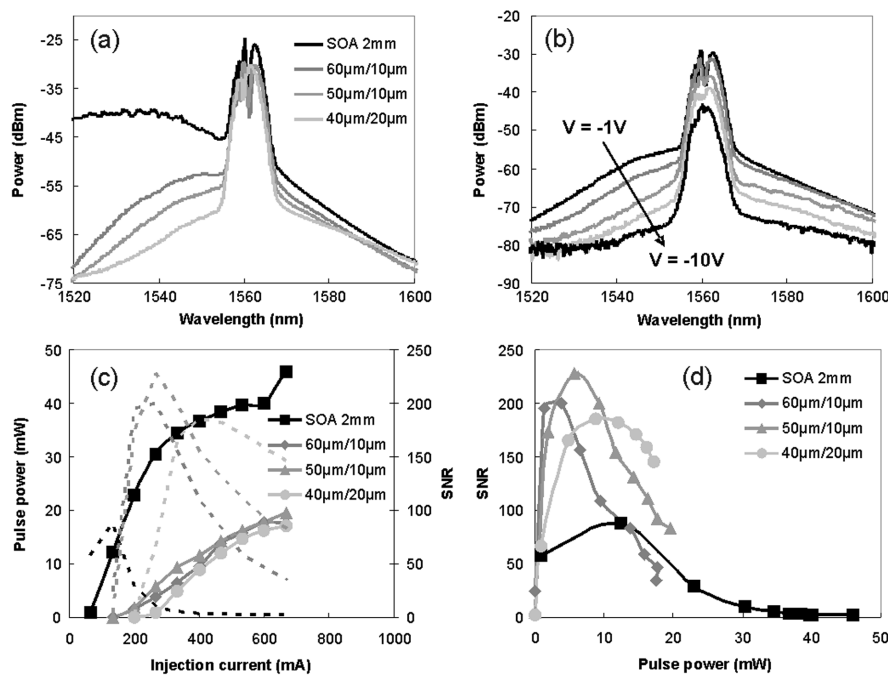 (a)
SOA 2mm
60µm/10µm
50µm/10µm
40µm/20µm
-25
-35
-45
-55
-65
-75
Power (dBm)
1520 1540 1560 1580 1600
Wavelength (nm)
(b)
-20
-30
-40
-50
-60
-70
-80
-90
Power (dBm)
V = -1V
V = -10V
1520 1540 1560 1580 1600
Wavelength (nm)
(c)
50
40
30
20
10
0
Pulse power (mW)
SOA 2mm
60µm/10µm
50µm/10µm
40µm/20µm
250
200
150
100
50
0
SNR
0 200 400 600 800 1000
Injection current (mA)
(d)
250
200
150
100
50
0
SNR
SOA 2mm
60µm/10µm
50µm/10µm
40µm/20µm
0 10 20 30 40 50
Pulse power (mW)